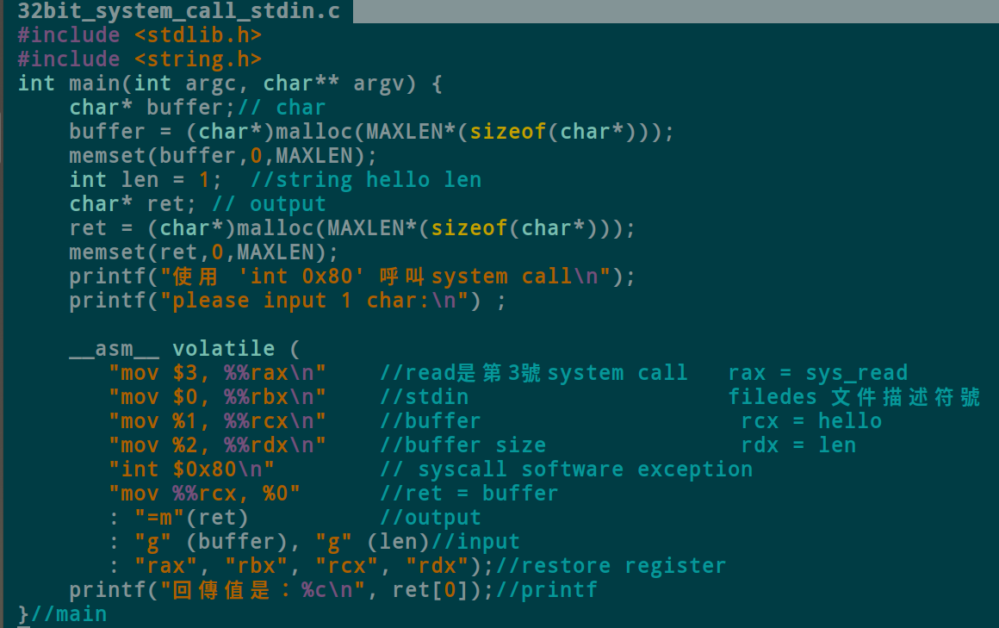 32bit_system_call_stdin.c
#include <stdlib.h>
#include <string.h>
int main(int argc, char** argv) {
    char* buffer;// char
    buffer = (char*)malloc(MAXLEN*(sizeof(char*)));
    memset(buffer,0,MAXLEN);
    int len = 1;  //string hello len
    char* ret; // output
    ret = (char*)malloc(MAXLEN*(sizeof(char*)));
    memset(ret,0,MAXLEN);
    printf("使用 'int 0x80' 呼叫system call\n");
    printf("please input 1 char:\n") ;
    __asm__ volatile (
       "mov $3, %%rax\n"    //read是第3號system call   rax = sys_read
       "mov $0, %%rbx\n"    //stdin                    filedes 文件描述符號
       "mov %1, %%rcx\n"    //buffer                    rcx = hello
       "mov %2, %%rdx\n"    //buffer size               rdx = len
       "int $0x80\n"        // syscall software exception
       "mov %%rcx, %0"      //ret = buffer
       : "=m"(ret)          //output
       : "g" (buffer), "g" (len)//input
       : "rax", "rbx", "rcx", "rdx");//restore register
    printf("回傳值是：%c\n", ret[0]);//printf
}//main